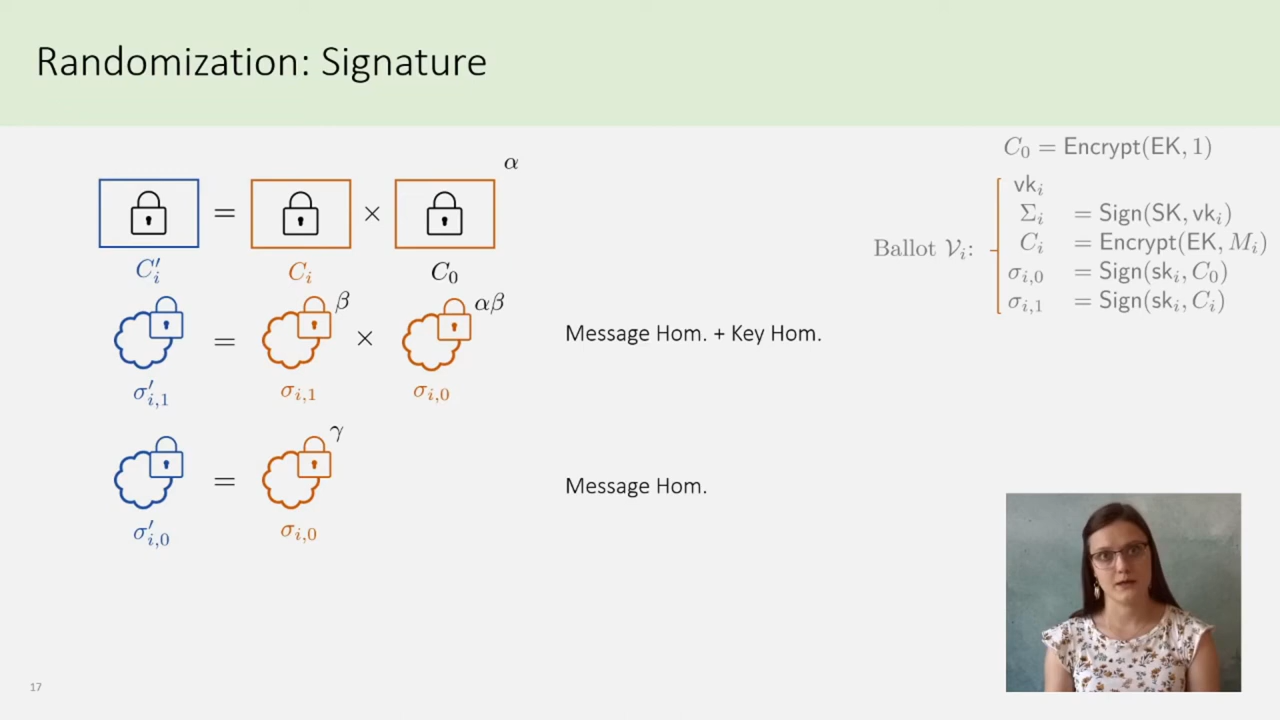 Randomization: Signature
C₀ = Encrypt(EK, 1)
Ballot 𝒱ᵢ:
vkᵢ
Σᵢ = Sign(SK, vkᵢ)
Cᵢ = Encrypt(EK, Mᵢ)
σᵢ,₀ = Sign(skᵢ, C₀)
σᵢ,₁ = Sign(skᵢ, Cᵢ)
α
= ×
C′ᵢ Cᵢ C₀
β αβ
= ×
Message Hom. + Key Hom.
σ′ᵢ,₁ σᵢ,₁ σᵢ,₀
γ
=
Message Hom.
σ′ᵢ,₀ σᵢ,₀
17